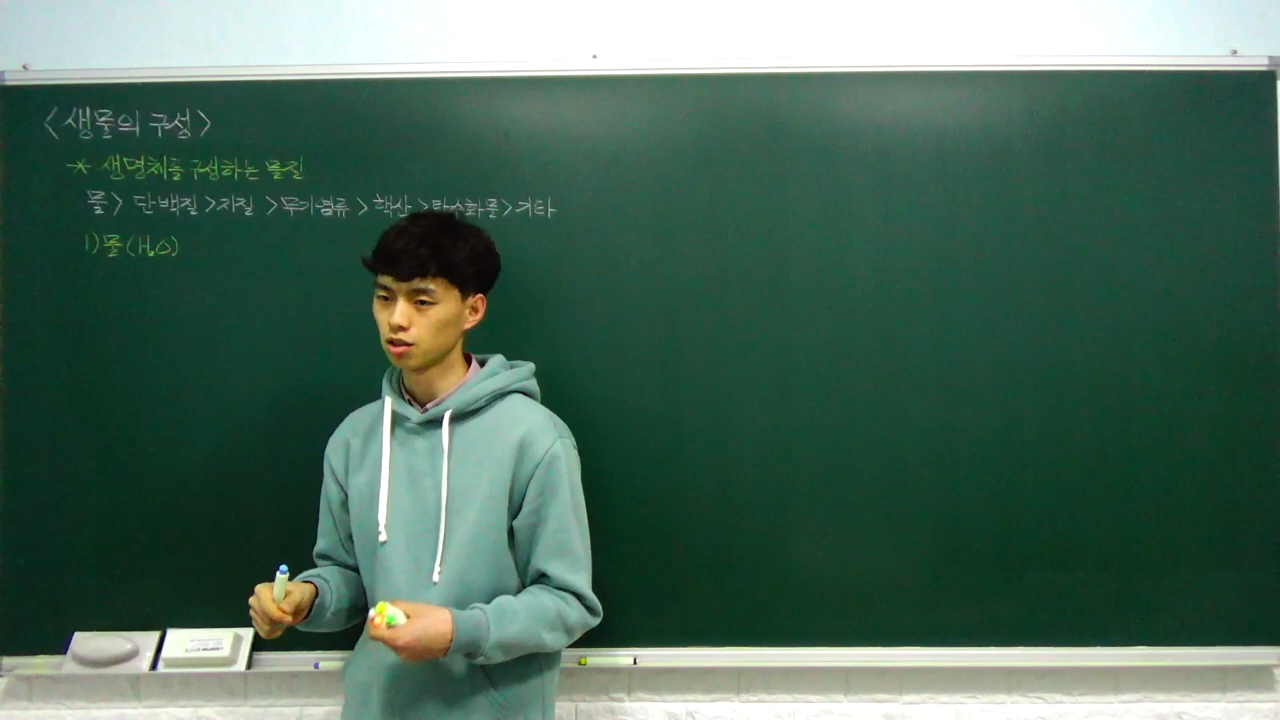 <생물의 구성>
* 생명체를 구성하는 물질
물> 단백질 >지질 >무기염류 > 핵산 >탄수화물>기타
1)물(H₂O)